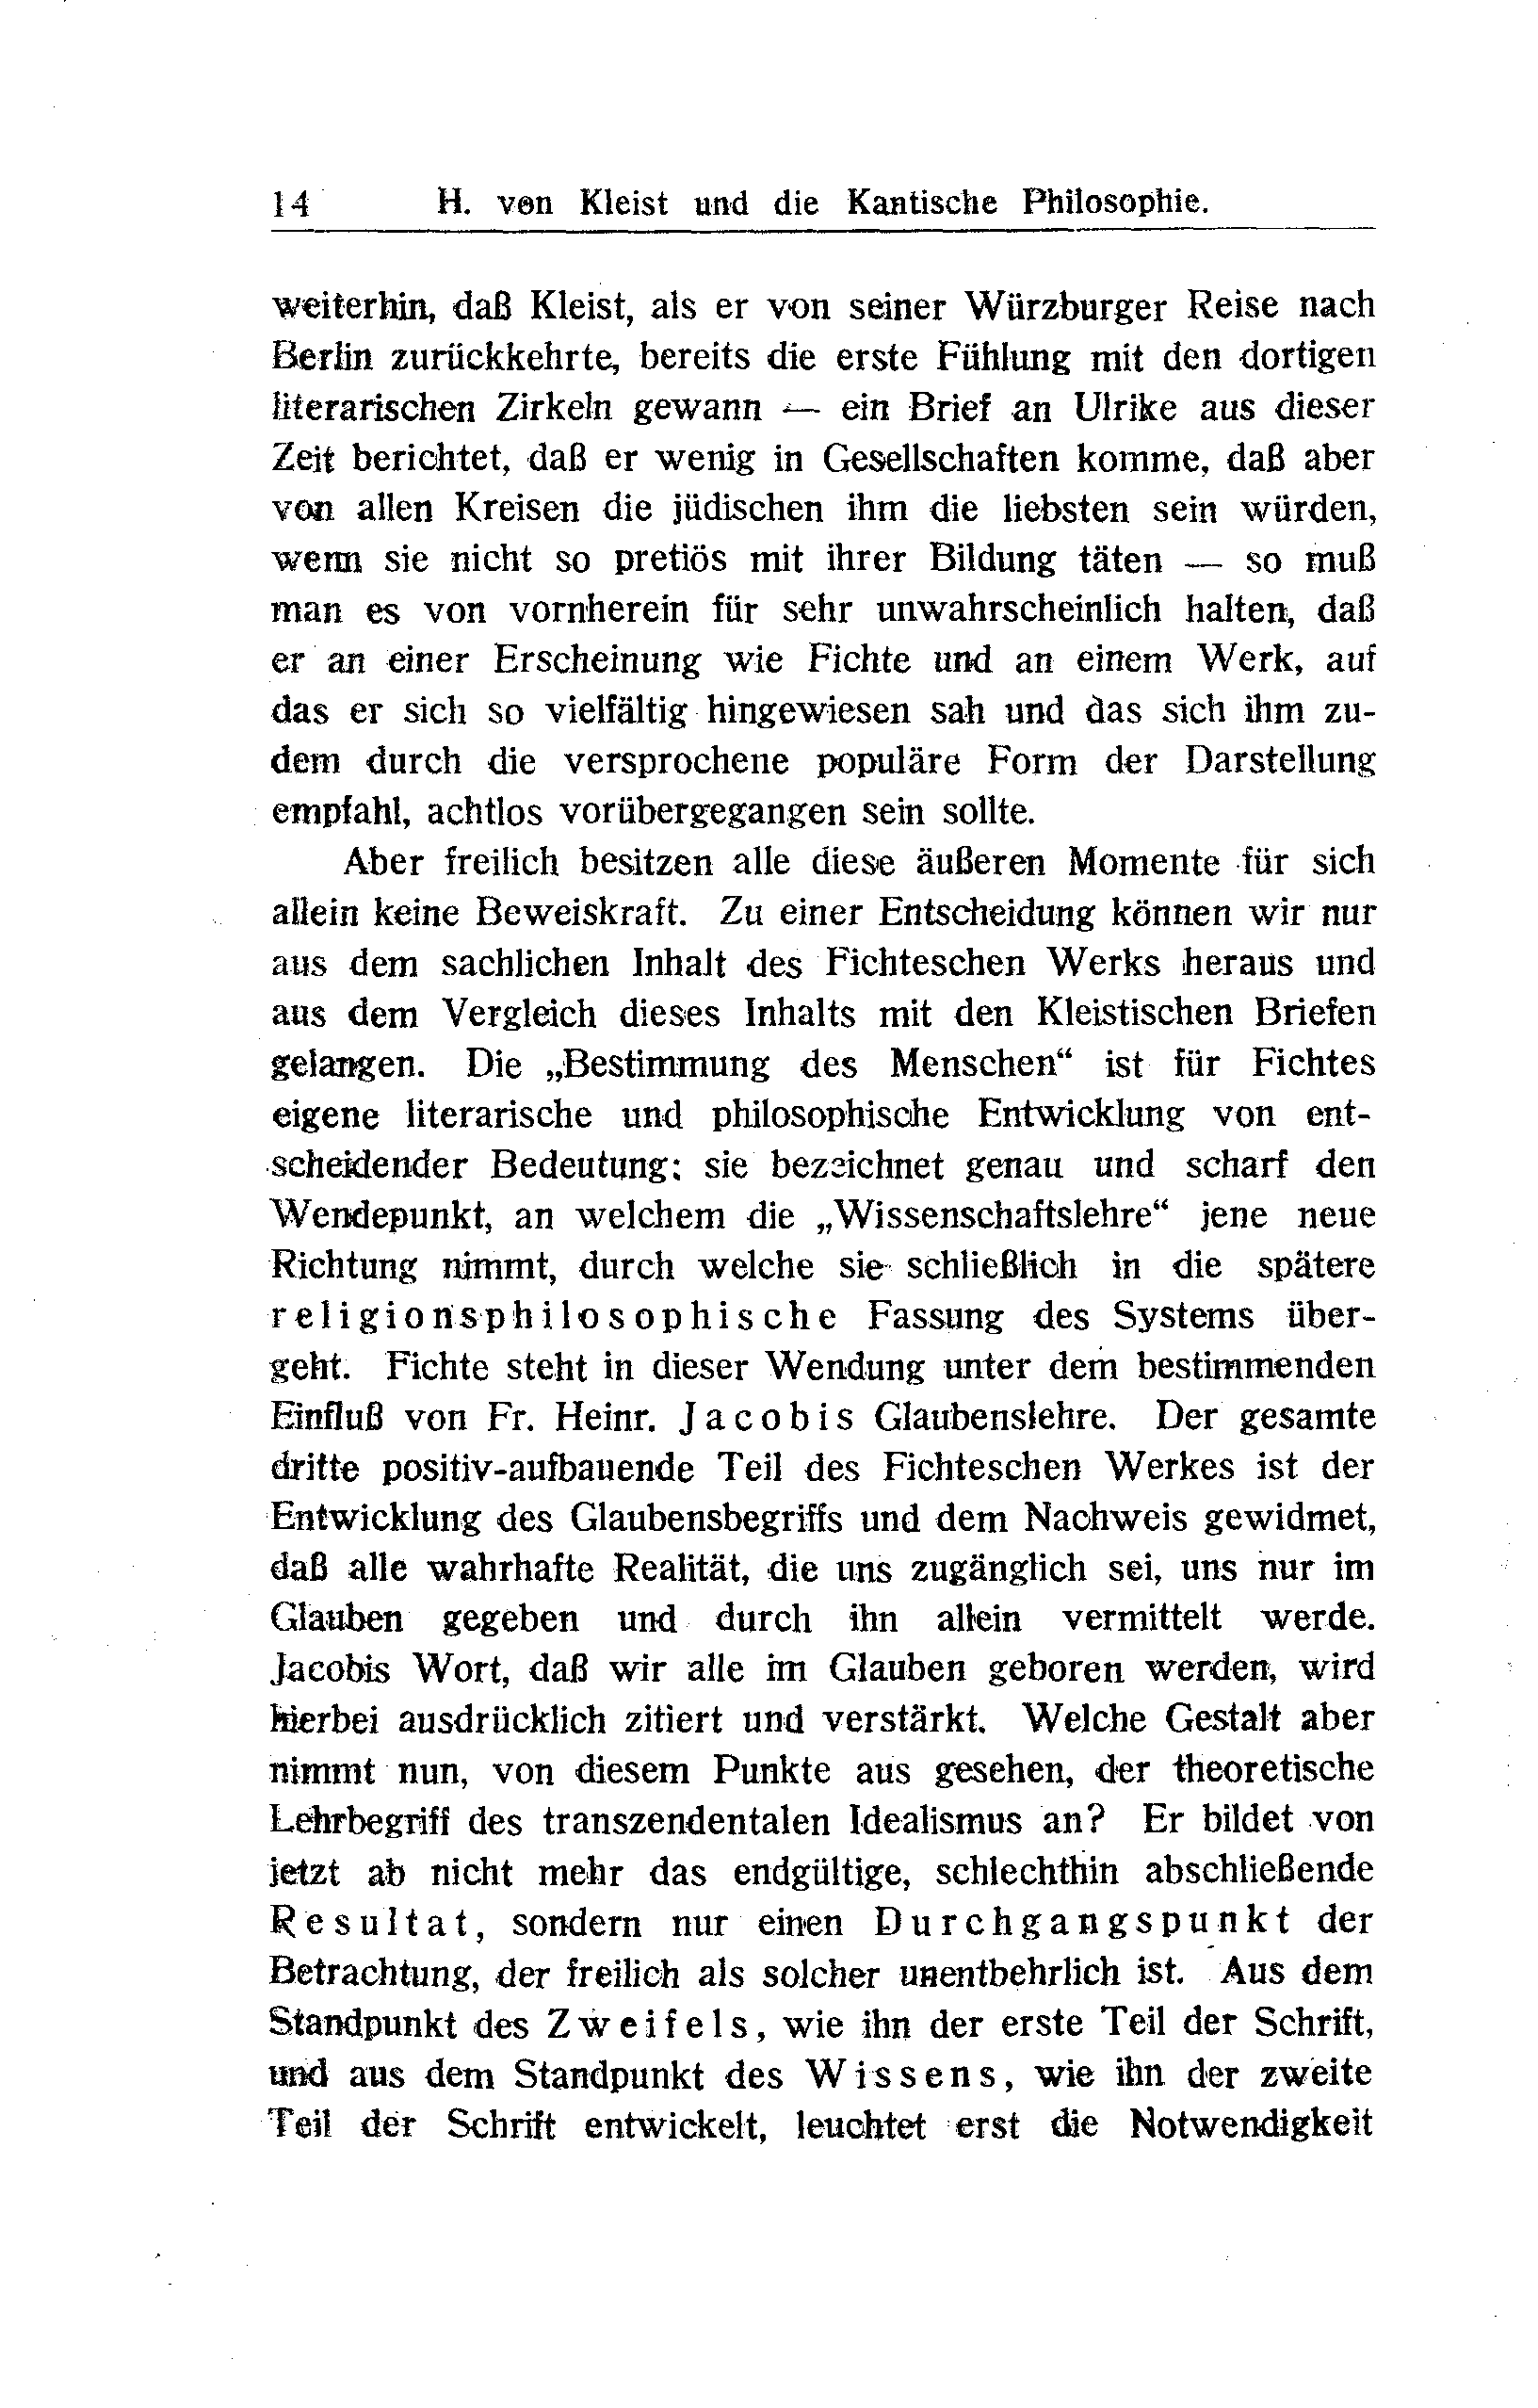 14 H. von Kleist und die Kantische Philosophie.
weiterhin, daß Kleist, als er von seiner Würzburger Reise nach
Berlin zurückkehrte, bereits die erste Fühlung mit den dortigen
literarischen Zirkeln gewann — ein Brief an Ulrike aus dieser
Zeit berichtet, daß er wenig in Gesellschaften komme, daß aber
von allen Kreisen die jüdischen ihm die liebsten sein würden,
wenn sie nicht so pretiös mit ihrer Bildung täten — so muß
man es von vornherein für sehr unwahrscheinlich halten, daß
er an einer Erscheinung wie Fichte und an einem Werk, auf
das er sich so vielfältig hingewiesen sah und das sich ihm zu-
dem durch die versprochene populäre Form der Darstellung
empfahl, achtlos vorübergegangen sein sollte.
Aber freilich besitzen alle diese äußeren Momente für sich
allein keine Beweiskraft. Zu einer Entscheidung können wir nur
aus dem sachlichen Inhalt des Fichteschen Werks heraus und
aus dem Vergleich dieses Inhalts mit den Kleistischen Briefen
gelangen. Die „Bestimmung des Menschen“ ist für Fichtes
eigene literarische und philosophische Entwicklung von ent-
scheidender Bedeutung; sie bezeichnet genau und scharf den
Wendepunkt, an welchem die „Wissenschaftslehre“ jene neue
Richtung nimmt, durch welche sie schließlich in die spätere
religionsphilosophische Fassung des Systems über-
geht. Fichte steht in dieser Wendung unter dem bestimmenden
Einfluß von Fr. Heinr. Jacobis Glaubenslehre. Der gesamte
dritte positiv-aufbauende Teil des Fichteschen Werkes ist der
Entwicklung des Glaubensbegriffs und dem Nachweis gewidmet,
daß alle wahrhafte Realität, die uns zugänglich sei, uns nur im
Glauben gegeben und durch ihn allein vermittelt werde.
Jacobis Wort, daß wir alle im Glauben geboren werden, wird
hierbei ausdrücklich zitiert und verstärkt. Welche Gestalt aber
nimmt nun, von diesem Punkte aus gesehen, der theoretische
Lehrbegriff des transzendentalen Idealismus an? Er bildet von
jetzt ab nicht mehr das endgültige, schlechthin abschließende
Resultat, sondern nur einen Durchgangspunkt der
Betrachtung, der freilich als solcher unentbehrlich ist. Aus dem
Standpunkt des Zweifels, wie ihn der erste Teil der Schrift,
und aus dem Standpunkt des Wissens, wie ihn der zweite
Teil der Schrift entwickelt, leuchtet erst die Notwendigkeit